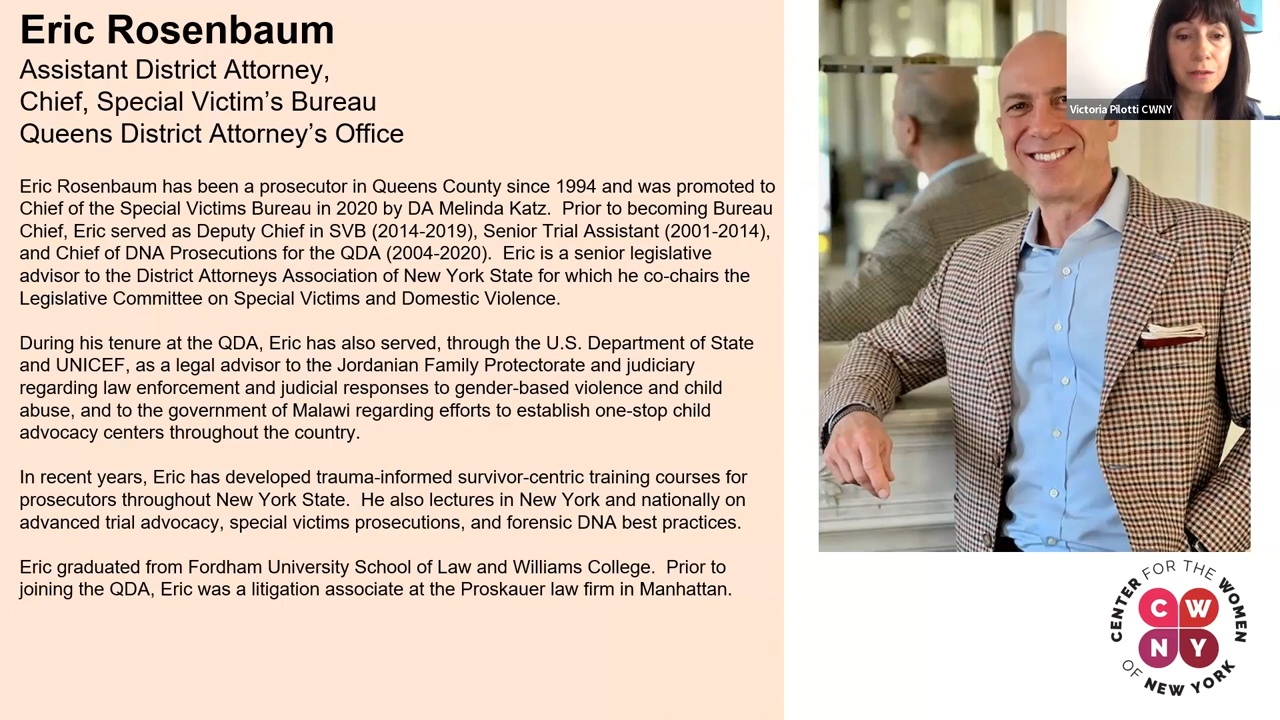 Eric Rosenbaum
Assistant District Attorney,
Chief, Special Victim's Bureau
Queens District Attorney's Office
Eric Rosenbaum has been a prosecutor in Queens County since 1994 and was promoted to
Chief of the Special Victims Bureau in 2020 by DA Melinda Katz.  Prior to becoming Bureau
Chief, Eric served as Deputy Chief in SVB (2014-2019), Senior Trial Assistant (2001-2014),
and Chief of DNA Prosecutions for the QDA (2004-2020).  Eric is a senior legislative
advisor to the District Attorneys Association of New York State for which he co-chairs the
Legislative Committee on Special Victims and Domestic Violence.
During his tenure at the QDA, Eric has also served, through the U.S. Department of State
and UNICEF, as a legal advisor to the Jordanian Family Protectorate and judiciary
regarding law enforcement and judicial responses to gender-based violence and child
abuse, and to the government of Malawi regarding efforts to establish one-stop child
advocacy centers throughout the country.
In recent years, Eric has developed trauma-informed survivor-centric training courses for
prosecutors throughout New York State.  He also lectures in New York and nationally on
advanced trial advocacy, special victims prosecutions, and forensic DNA best practices.
Eric graduated from Fordham University School of Law and Williams College.  Prior to
joining the QDA, Eric was a litigation associate at the Proskauer law firm in Manhattan.
Victoria Pilotti CWNY
CENTER FOR THE WOMEN
OF NEW YORK
C W
N Y